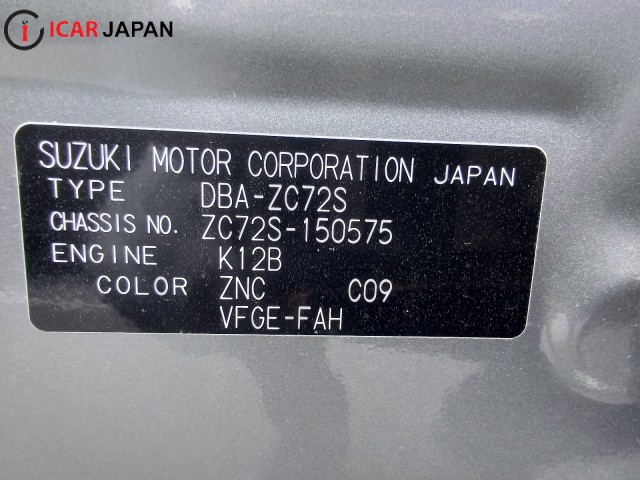 ICAR JAPAN
SUZUKI MOTOR CORPORATION JAPAN
TYPE DBA-ZC72S
CHASSIS NO. ZC72S-150575
ENGINE K12B
COLOR ZNC C09
VFGE-FAH